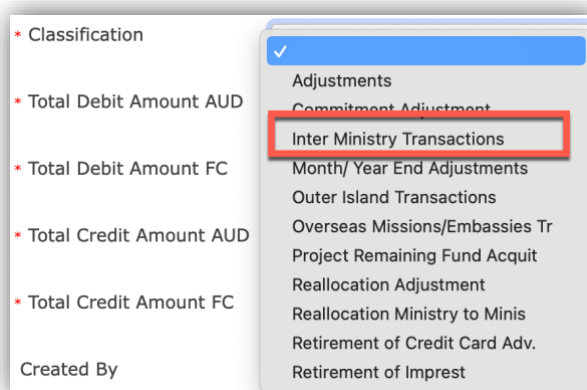 * Classification
* Total Debit Amount AUD
* Total Debit Amount FC
* Total Credit Amount AUD
* Total Credit Amount FC
Created By
✓
Adjustments
Commitment Adjustment
Inter Ministry Transactions
Month/ Year End Adjustments
Outer Island Transactions
Overseas Missions/Embassies Tr
Project Remaining Fund Acquit
Reallocation Adjustment
Reallocation Ministry to Minis
Retirement of Credit Card Adv.
Retirement of Imprest